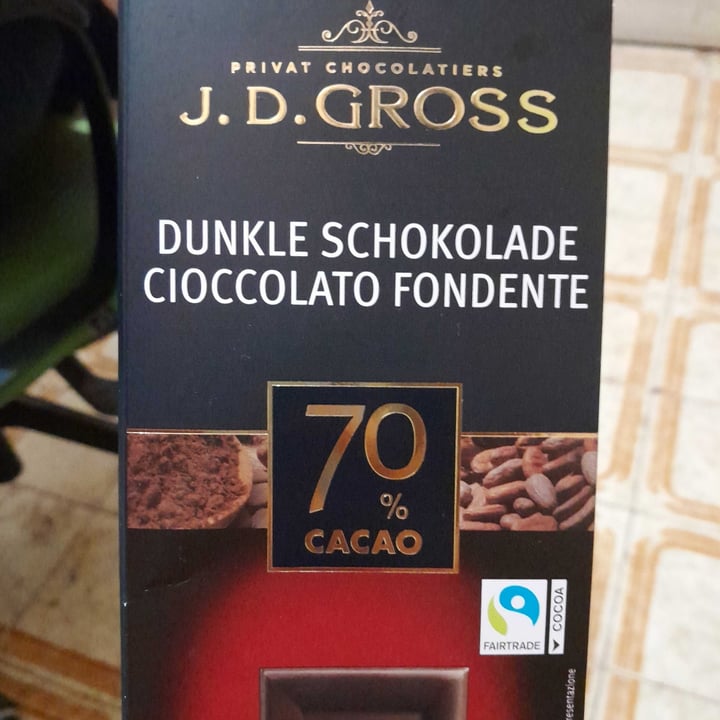 PRIVAT CHOCOLATIERS
J. D. GROSS
DUNKLE SCHOKOLADE
CIOCCOLATO FONDENTE
70
%
CACAO
FAIRTRADE
COCOA